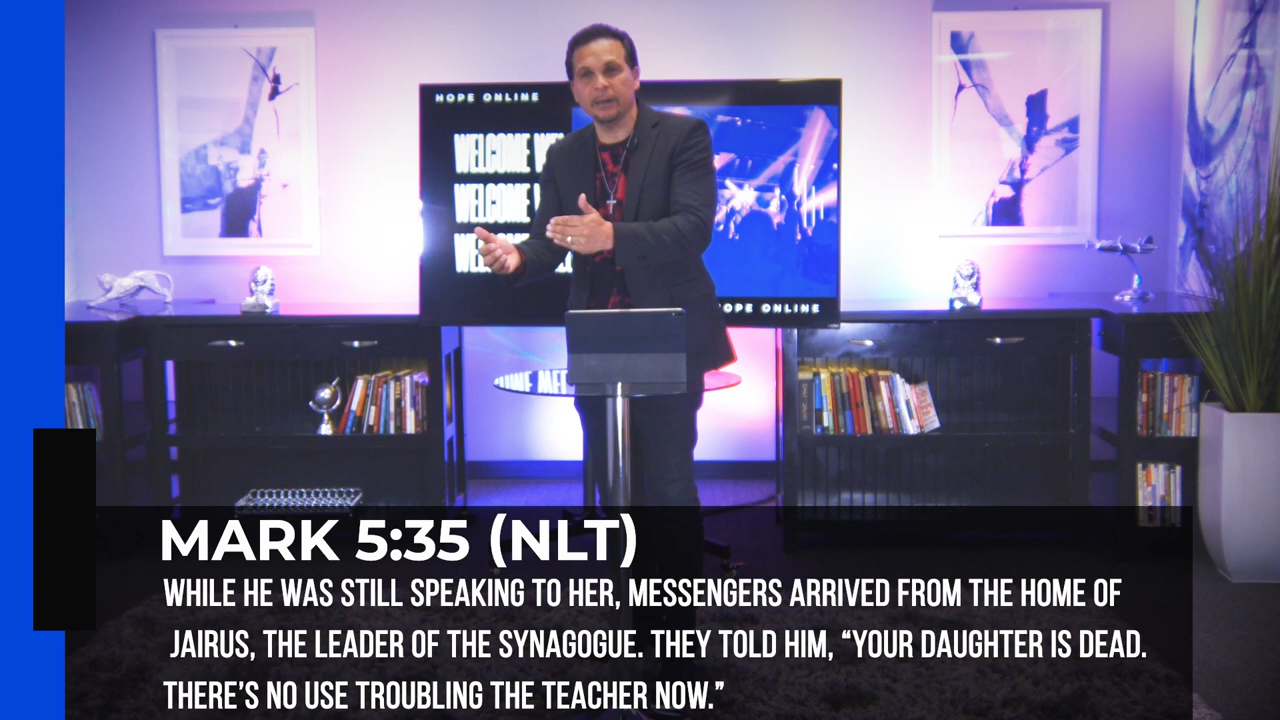 HOPE ONLINE
WELCOME
WELCOME
HOPE ONLINE
MARK 5:35 (NLT)
WHILE HE WAS STILL SPEAKING TO HER, MESSENGERS ARRIVED FROM THE HOME OF
JAIRUS, THE LEADER OF THE SYNAGOGUE. THEY TOLD HIM, “YOUR DAUGHTER IS DEAD.
THERE’S NO USE TROUBLING THE TEACHER NOW.”